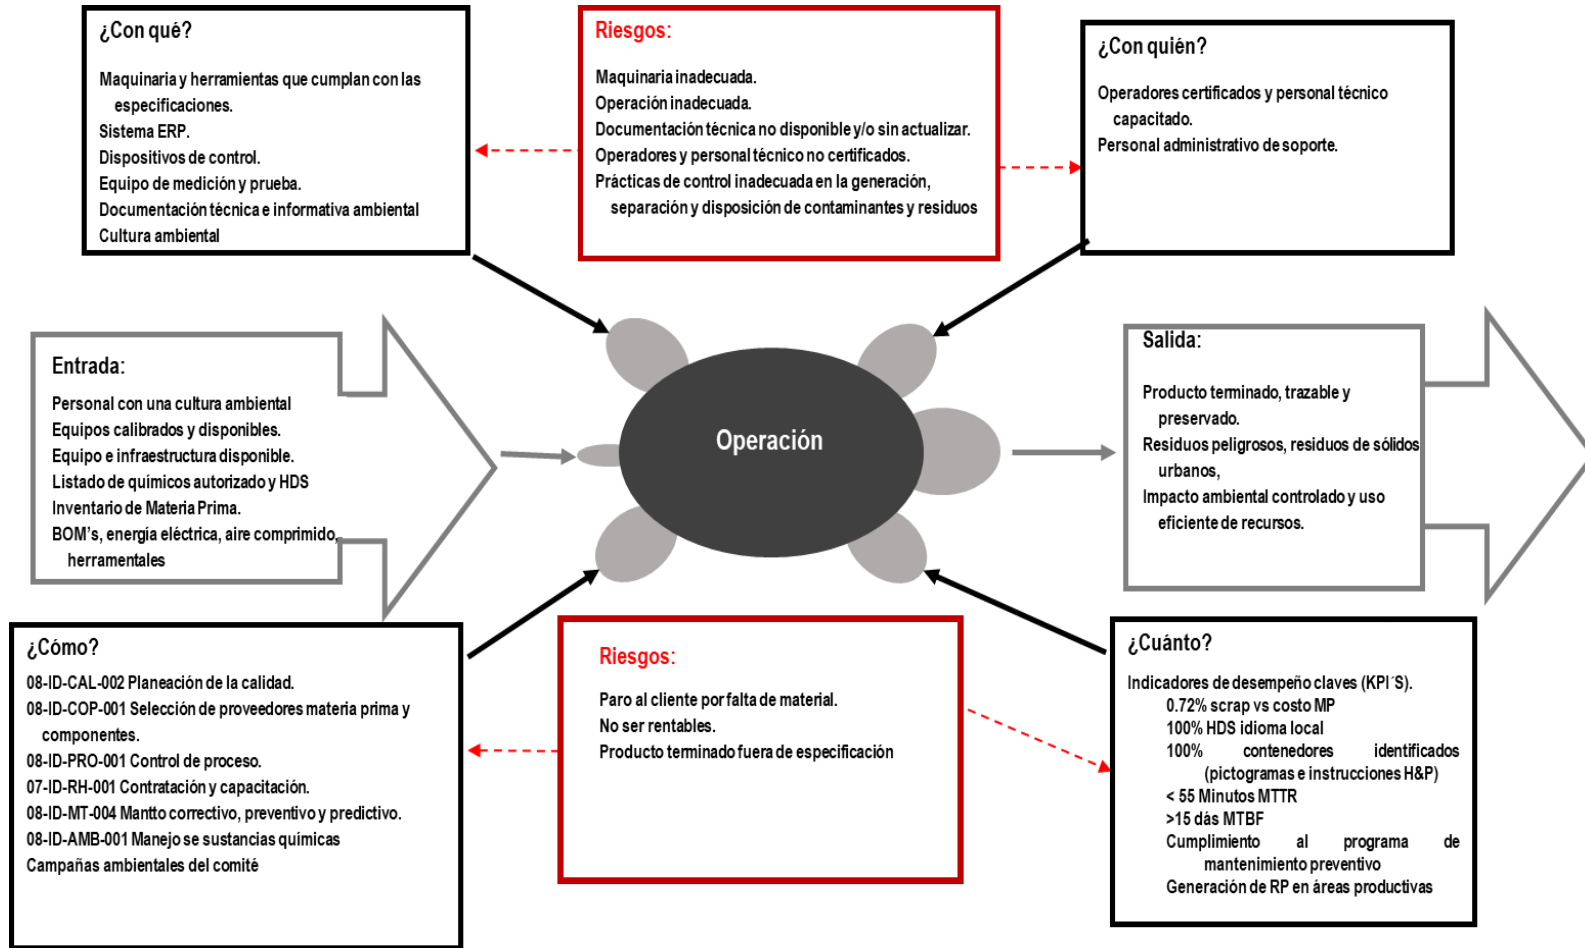 ¿Con qué?
Maquinaria y herramientas que cumplan con las
especificaciones.
Sistema ERP.
Dispositivos de control.
Equipo de medición y prueba.
Documentación técnica e informativa ambiental
Cultura ambiental
Riesgos:
Maquinaria inadecuada.
Operación inadecuada.
Documentación técnica no disponible y/o sin actualizar.
Operadores y personal técnico no certificados.
Prácticas de control inadecuada en la generación,
separación y disposición de contaminantes y residuos
¿Con quién?
Operadores certificados y personal técnico
capacitado.
Personal administrativo de soporte.
Entrada:
Personal con una cultura ambiental
Equipos calibrados y disponibles.
Equipo e infraestructura disponible.
Listado de químicos autorizado y HDS
Inventario de Materia Prima.
BOM's, energía eléctrica, aire comprimido,
herramentales
Operación
Salida:
Producto terminado, trazable y
preservado.
Residuos peligrosos, residuos de sólidos
urbanos,
Impacto ambiental controlado y uso
eficiente de recursos.
¿Cómo?
08-ID-CAL-002 Planeación de la calidad.
08-ID-COP-001 Selección de proveedores materia prima y
componentes.
08-ID-PRO-001 Control de proceso.
07-ID-RH-001 Contratación y capacitación.
08-ID-MT-004 Mantto correctivo, preventivo y predictivo.
08-ID-AMB-001 Manejo se sustancias químicas
Campañas ambientales del comité
Riesgos:
Paro al cliente por falta de material.
No ser rentables.
Producto terminado fuera de especificación
¿Cuánto?
Indicadores de desempeño claves (KPI´S).
0.72% scrap vs costo MP
100% HDS idioma local
100% contenedores identificados
(pictogramas e instrucciones H&P)
< 55 Minutos MTTR
>15 dás MTBF
Cumplimiento al programa de
mantenimiento preventivo
Generación de RP en áreas productivas